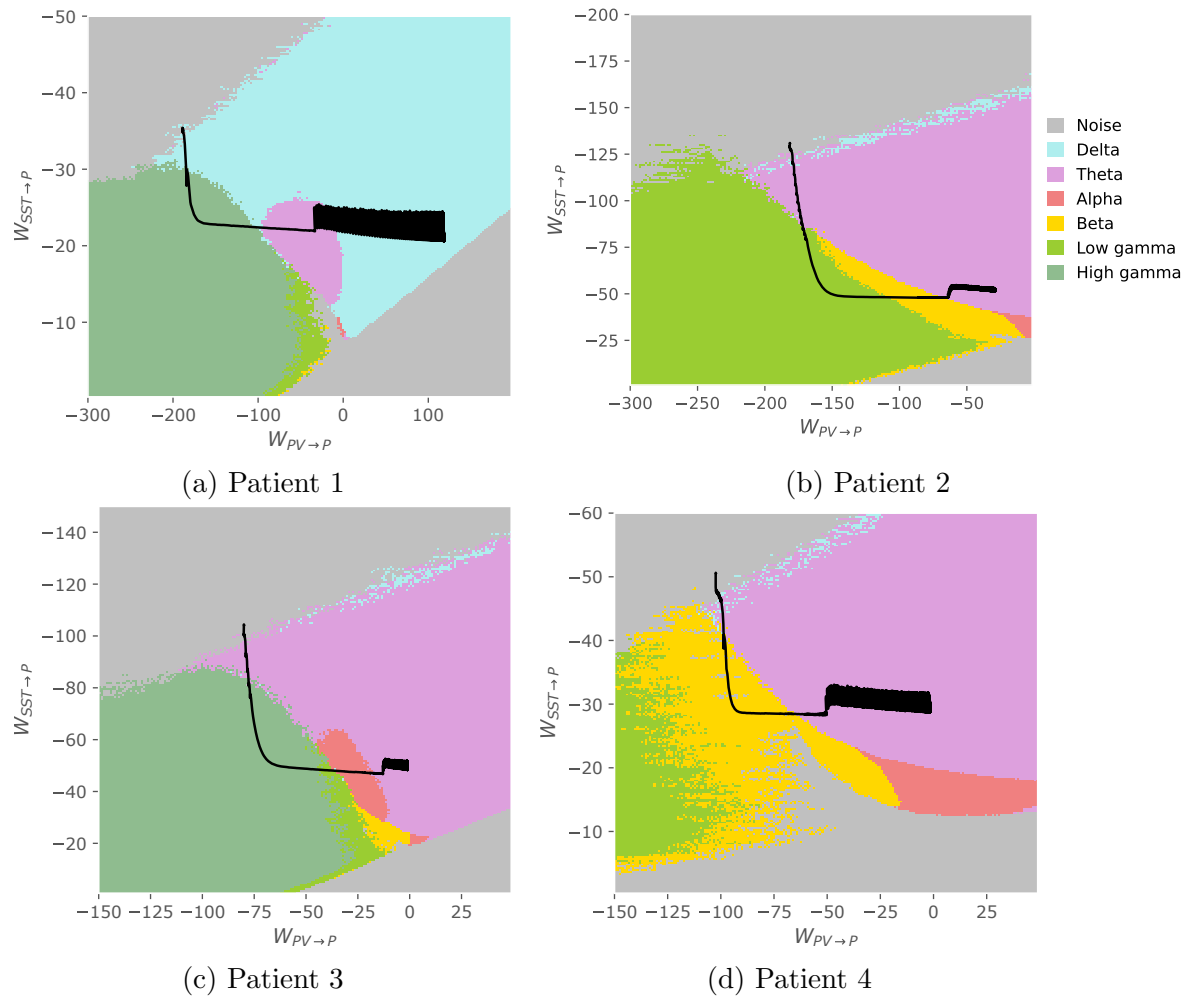 −50
−40
−30
−20
−10
−300
−200
−100
0
100
W_{SST→P}
W_{PV→P}
(a) Patient 1
−200
−175
−150
−125
−100
−75
−50
−25
−300
−250
−200
−150
−100
−50
W_{SST→P}
W_{PV→P}
(b) Patient 2
Noise
Delta
Theta
Alpha
Beta
Low gamma
High gamma
−140
−120
−100
−80
−60
−40
−20
−150
−125
−100
−75
−50
−25
0
25
W_{SST→P}
W_{PV→P}
(c) Patient 3
−60
−50
−40
−30
−20
−10
−150
−125
−100
−75
−50
−25
0
25
W_{SST→P}
W_{PV→P}
(d) Patient 4